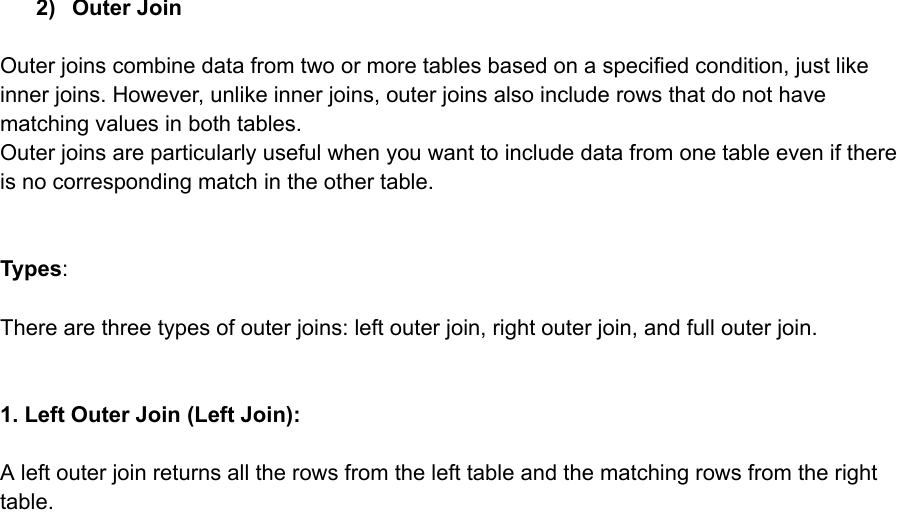 2) Outer Join
Outer joins combine data from two or more tables based on a specified condition, just like
inner joins. However, unlike inner joins, outer joins also include rows that do not have
matching values in both tables.
Outer joins are particularly useful when you want to include data from one table even if there
is no corresponding match in the other table.
Types:
There are three types of outer joins: left outer join, right outer join, and full outer join.
1. Left Outer Join (Left Join):
A left outer join returns all the rows from the left table and the matching rows from the right
table.